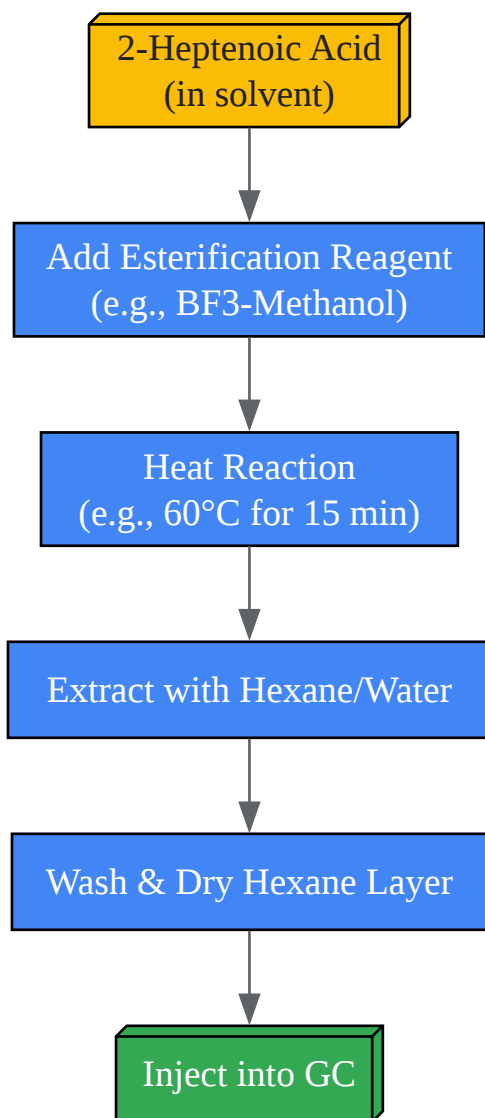 2-Heptenoic Acid
(in solvent)
Add Esterification Reagent
(e.g., BF3-Methanol)
Heat Reaction
(e.g., 60°C for 15 min)
Extract with Hexane/Water
Wash & Dry Hexane Layer
Inject into GC